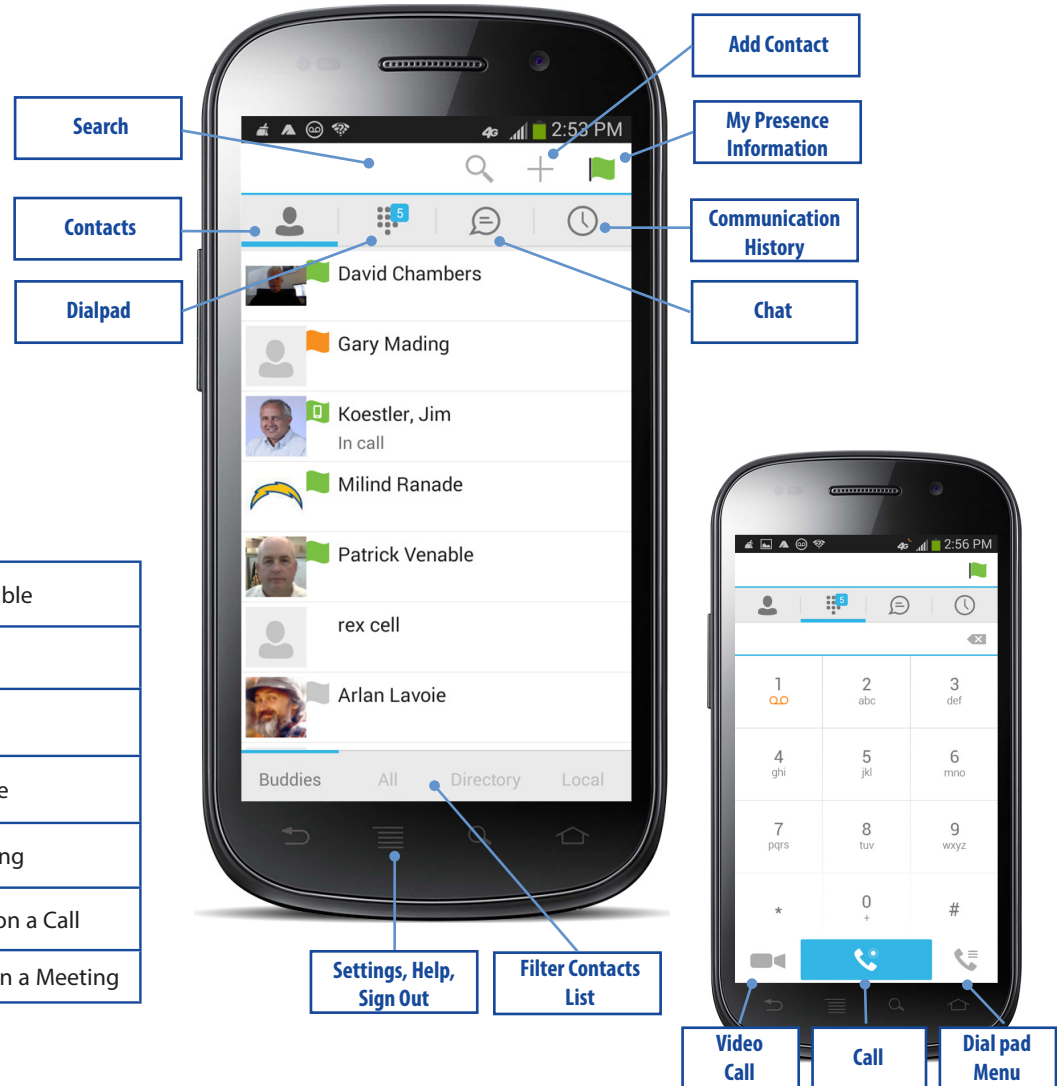 Add Contact
Search
My Presence
Information
Contacts
Communication
History
Dialpad
Chat
4G 2:53 PM
5
David Chambers
Gary Mading
Koestler, Jim
In call
Milind Ranade
Patrick Venable
rex cell
Arlan Lavoie
Buddies All Directory Local
Settings, Help,
Sign Out
Filter Contacts
List
on a Call
n a Meeting
4G 2:56 PM
5
1
2
abc
3
def
4
ghi
5
jkl
6
mno
7
pqrs
8
tuv
9
wxyz
*
0
+
#
Video
Call
Call
Dial pad
Menu